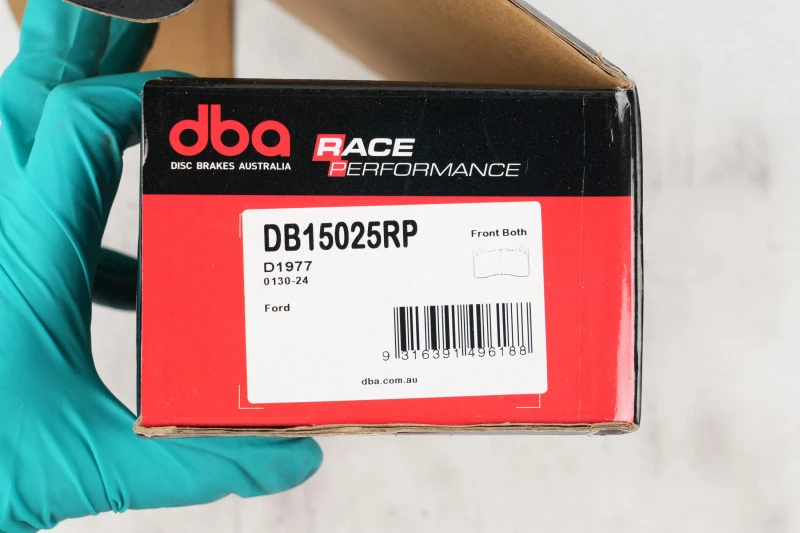 dba
DISC BRAKES AUSTRALIA
RACE
PERFORMANCE
DB15025RP
Front Both
D1977
0130-24
Ford
9 316391 496188
dba.com.au